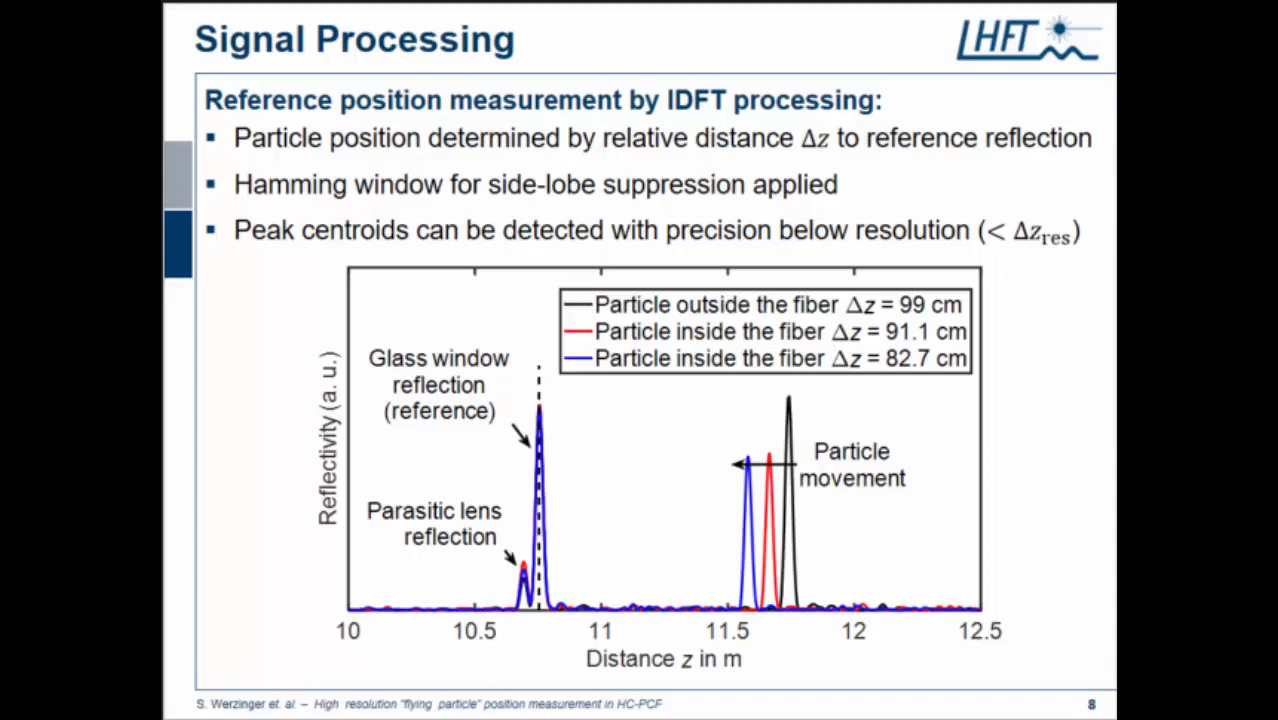 Signal Processing
LHFT
Reference position measurement by IDFT processing:
▪ Particle position determined by relative distance Δz to reference reflection
▪ Hamming window for side-lobe suppression applied
▪ Peak centroids can be detected with precision below resolution (< Δz_res)
Particle outside the fiber Δz = 99 cm
Particle inside the fiber Δz = 91.1 cm
Particle inside the fiber Δz = 82.7 cm
Glass window
reflection
(reference)
Particle
movement
Parasitic lens
reflection
Reflectivity (a. u.)
10 10.5 11 11.5 12 12.5
Distance z in m
S. Werzinger et. al. – High resolution "flying particle" position measurement in HC-PCF
8